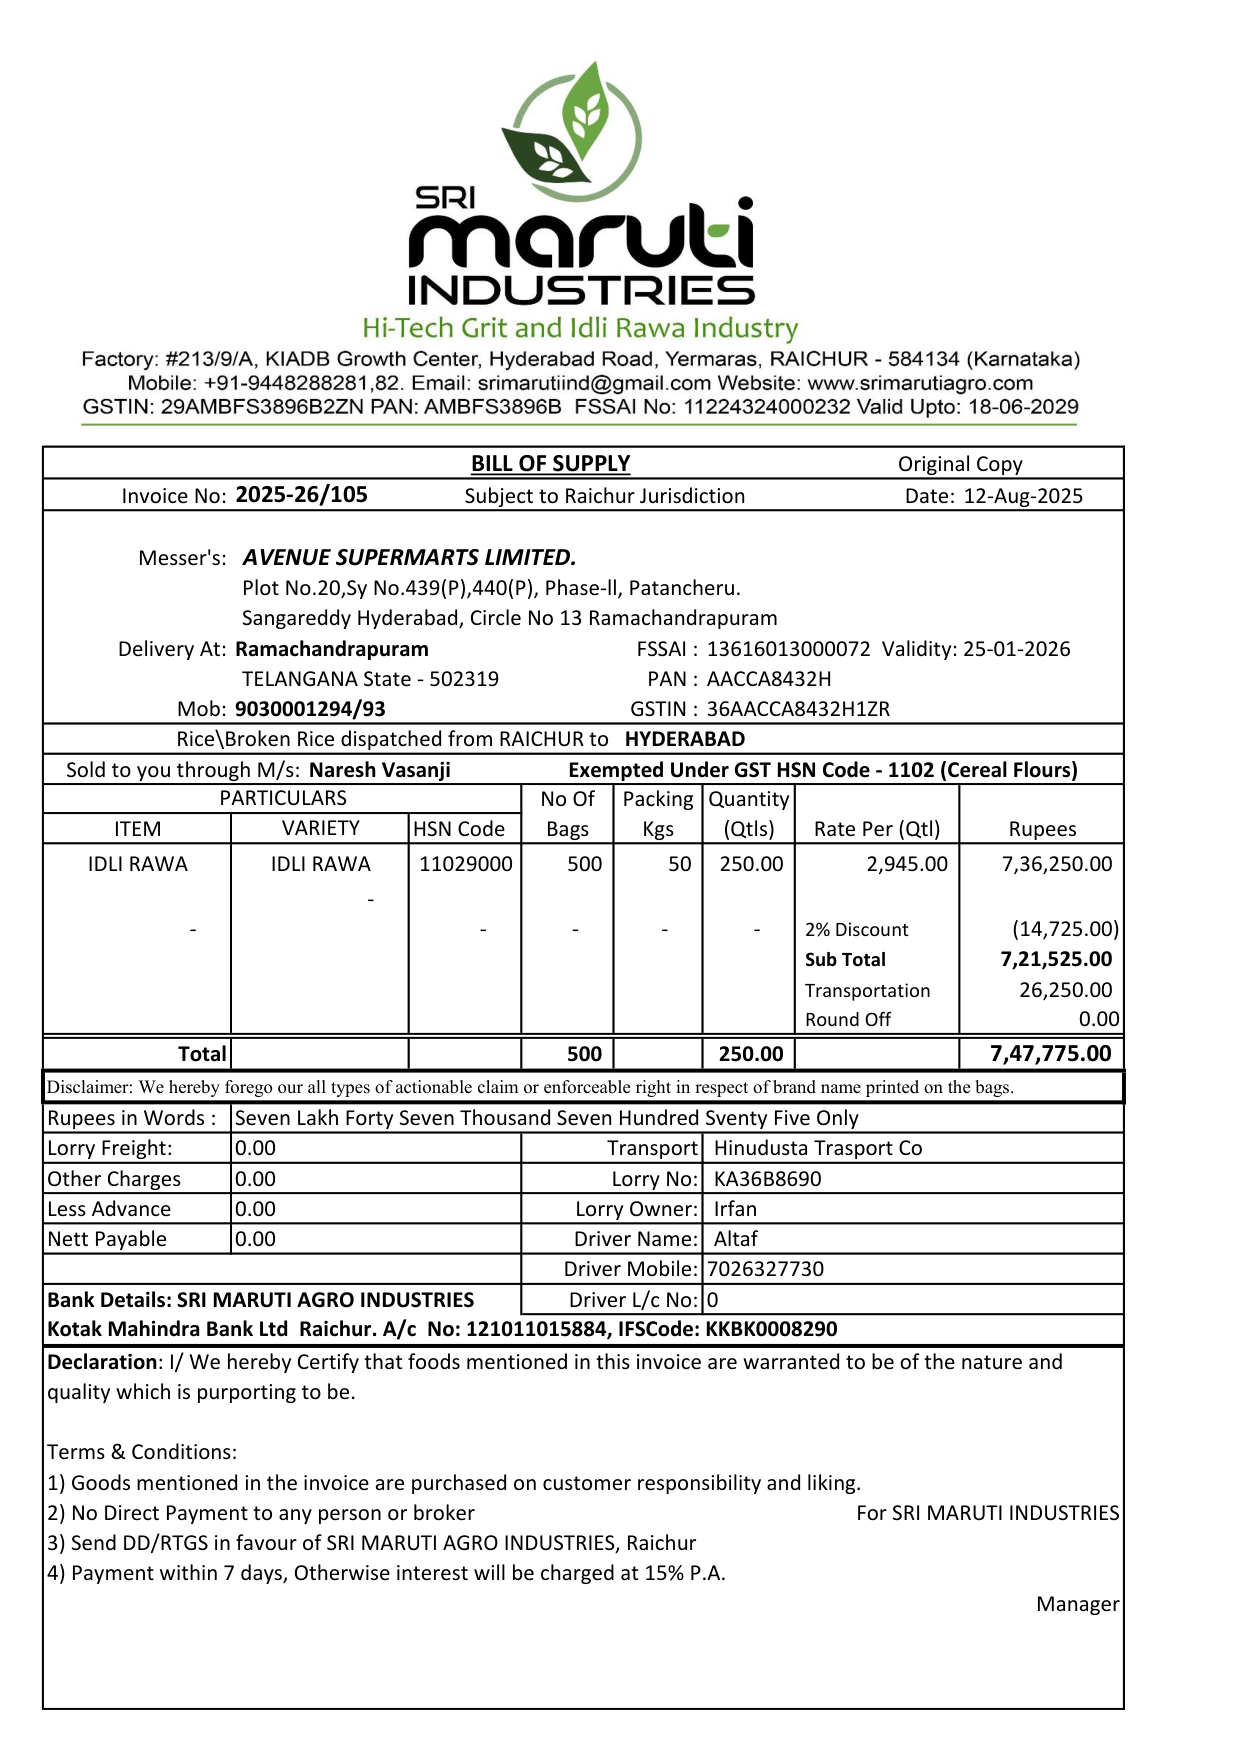 SRI
maruti
INDUSTRIES
Hi-Tech Grit and Idli Rawa Industry
Factory: #213/9/A, KIADB Growth Center, Hyderabad Road, Yermaras, RAICHUR - 584134 (Karnataka)
Mobile: +91-9448288281,82. Email: srimarutiind@gmail.com Website: www.srimarutiagro.com
GSTIN: 29AMBFS3896B2ZN PAN: AMBFS3896B FSSAI No: 11224324000232 Valid Upto: 18-06-2029
BILL OF SUPPLY Original Copy
Invoice No: 2025-26/105 Subject to Raichur Jurisdiction Date: 12-Aug-2025
Messer's: AVENUE SUPERMARTS LIMITED.
Plot No.20,Sy No.439(P),440(P), Phase-ll, Patancheru.
Sangareddy Hyderabad, Circle No 13 Ramachandrapuram
Delivery At: Ramachandrapuram FSSAI : 13616013000072 Validity: 25-01-2026
TELANGANA State - 502319 PAN : AACCA8432H
Mob: 9030001294/93 GSTIN : 36AACCA8432H1ZR
Rice\Broken Rice dispatched from RAICHUR to HYDERABAD
Sold to you through M/s: Naresh Vasanji Exempted Under GST HSN Code - 1102 (Cereal Flours)
PARTICULARS No Of Packing Quantity
ITEM VARIETY HSN Code Bags Kgs (Qtls) Rate Per (Qtl) Rupees
IDLI RAWA IDLI RAWA 11029000 500 50 250.00 2,945.00 7,36,250.00
-
- - - - - 2% Discount (14,725.00)
Sub Total 7,21,525.00
Transportation 26,250.00
Round Off 0.00
Total 500 250.00 7,47,775.00
Disclaimer: We hereby forego our all types of actionable claim or enforceable right in respect of brand name printed on the bags.
Rupees in Words : Seven Lakh Forty Seven Thousand Seven Hundred Sventy Five Only
Lorry Freight: 0.00 Transport Hinudusta Trasport Co
Other Charges 0.00 Lorry No: KA36B8690
Less Advance 0.00 Lorry Owner: Irfan
Nett Payable 0.00 Driver Name: Altaf
Driver Mobile: 7026327730
Bank Details: SRI MARUTI AGRO INDUSTRIES Driver L/c No: 0
Kotak Mahindra Bank Ltd Raichur. A/c No: 121011015884, IFSCode: KKBK0008290
Declaration: I/ We hereby Certify that foods mentioned in this invoice are warranted to be of the nature and
quality which is purporting to be.
Terms & Conditions:
1) Goods mentioned in the invoice are purchased on customer responsibility and liking.
2) No Direct Payment to any person or broker For SRI MARUTI INDUSTRIES
3) Send DD/RTGS in favour of SRI MARUTI AGRO INDUSTRIES, Raichur
4) Payment within 7 days, Otherwise interest will be charged at 15% P.A.
Manager